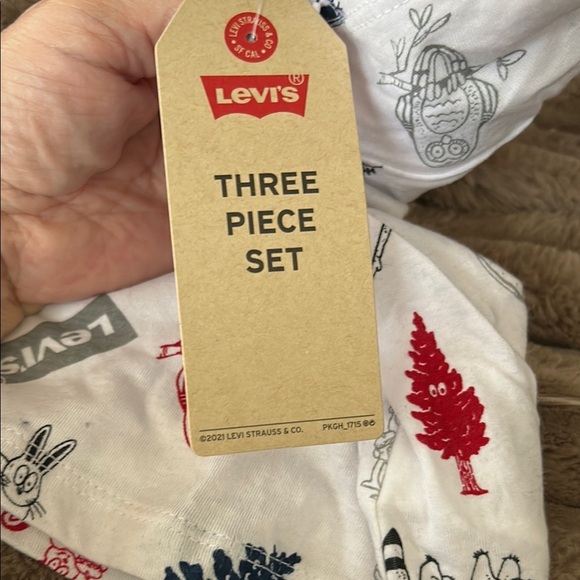 LEVI STRAUSS & CO
SF CAL
LEVI'S®
THREE
PIECE
SET
LEVI'S
©2021 LEVI STRAUSS & CO. PKGH_1715